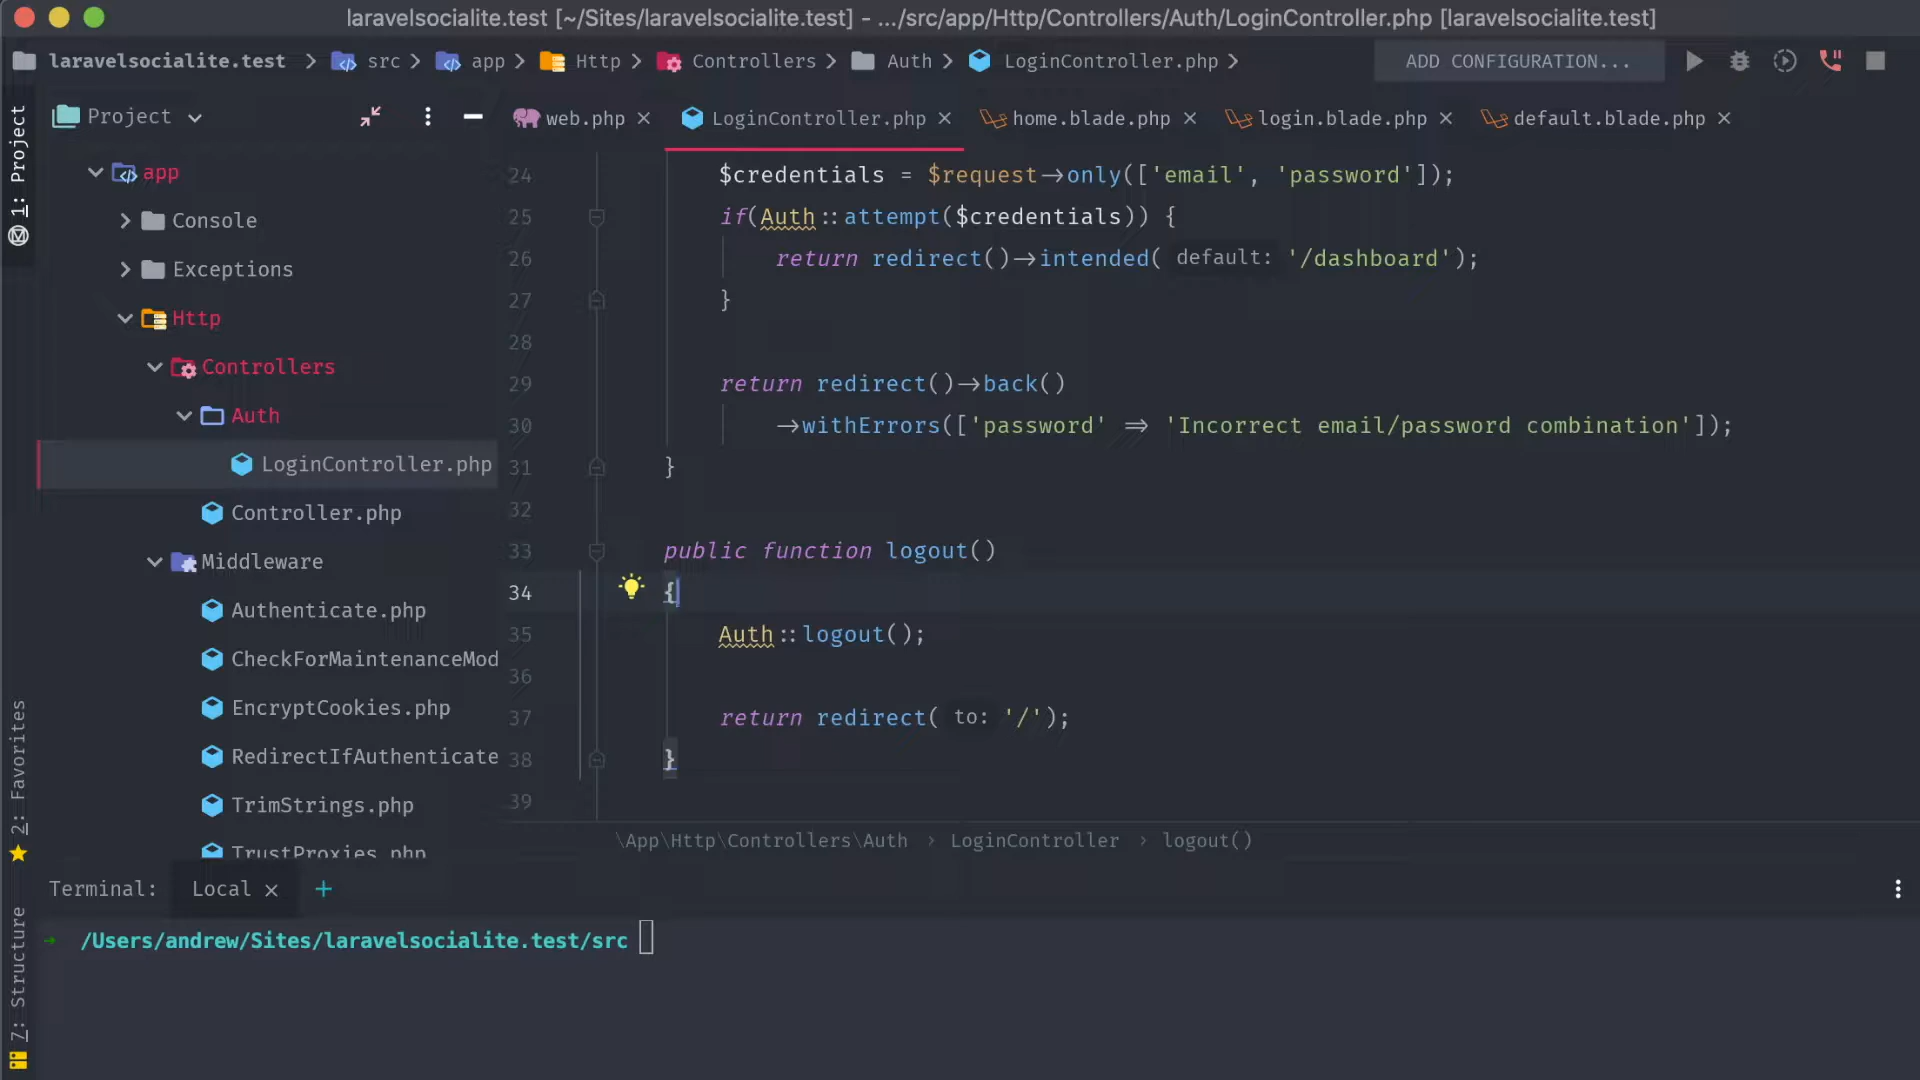 laravelsocialite.test [~/Sites/laravelsocialite.test] - .../src/app/Http/Controllers/Auth/LoginController.php [laravelsocialite.test]
laravelsocialite.test > src > app > Http > Controllers > Auth > LoginController.php > ADD CONFIGURATION...
1: Project
Project
web.php × LoginController.php × home.blade.php × login.blade.php × default.blade.php ×
app
Console
Exceptions
Http
Controllers
Auth
LoginController.php
Controller.php
Middleware
Authenticate.php
CheckForMaintenanceMod
EncryptCookies.php
RedirectIfAuthenticate
TrimStrings.php
TrustProxies.php
24 $credentials = $request->only(['email', 'password']);
25 if(Auth::attempt($credentials)) {
26 return redirect()->intended( default: '/dashboard');
27 }
28
29 return redirect()->back()
30 ->withErrors(['password' => 'Incorrect email/password combination']);
31 }
32
33 public function logout()
34 {
35 Auth::logout();
36
37 return redirect( to: '/');
38 }
39
\App\Http\Controllers\Auth > LoginController > logout()
2: Favorites
7: Structure
Terminal: Local × +
→ /Users/andrew/Sites/laravelsocialite.test/src